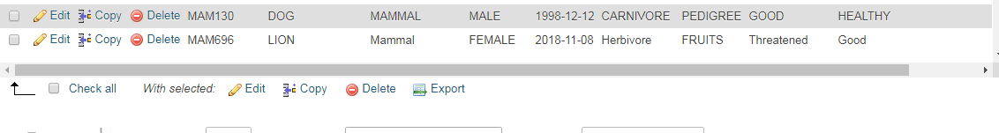 Edit Copy Delete MAM130 DOG MAMMAL MALE 1998-12-12 CARNIVORE PEDIGREE GOOD HEALTHY
Edit Copy Delete MAM696 LION Mammal FEMALE 2018-11-08 Herbivore FRUITS Threatened Good
Check all With selected: Edit Copy Delete Export